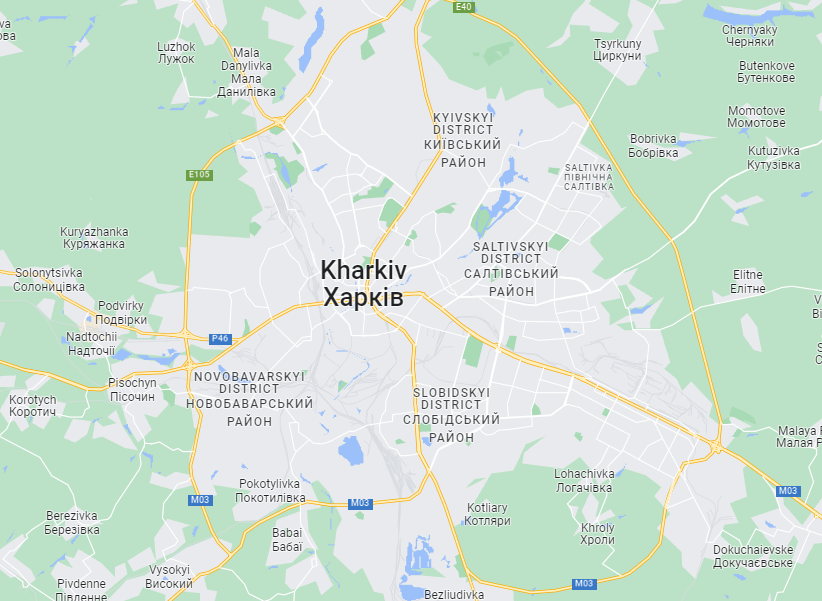 E40
Chernyaky
Черняки
Luzhok
Лужок
Mala
Danylivka
Мала
Данилівка
Tsyrkuny
Циркуни
Butenkove
Бутенкове
KYIVSKYI
DISTRICT
КИЇВСЬКИЙ
РАЙОН
Momotove
Момотове
Bobrivka
Бобрівка
Kutuzivka
Кутузівка
E105
SALTIVKA
ПІВНІЧНА
САЛТІВКА
Kuryazhanka
Куряжанка
Kharkiv
Харків
SALTIVSKYI
DISTRICT
САЛТІВСЬКИЙ
РАЙОН
Solonytsivka
Солоницівка
Elitne
Елітне
Podvirky
Подвірки
Nadtochii
Надточії
P46
Pisochyn
Пісочин
NOVOBAVARSKYI
DISTRICT
НОВОБАВАРСЬКИЙ
РАЙОН
SLOBIDSKYI
DISTRICT
СЛОБІДСЬКИЙ
РАЙОН
Korotych
Коротич
Malaya
Малая
Lohachivka
Логачівка
M03
Pokotylivka
Покотилівка
M03
M03
Kotliary
Котляри
Berezivka
Березівка
Babai
Бабаї
Khroly
Хроли
Dokuchaievske
Докучаєвське
Vysokyi
Високий
Pivdenne
Південне
M03
Bezliudivka